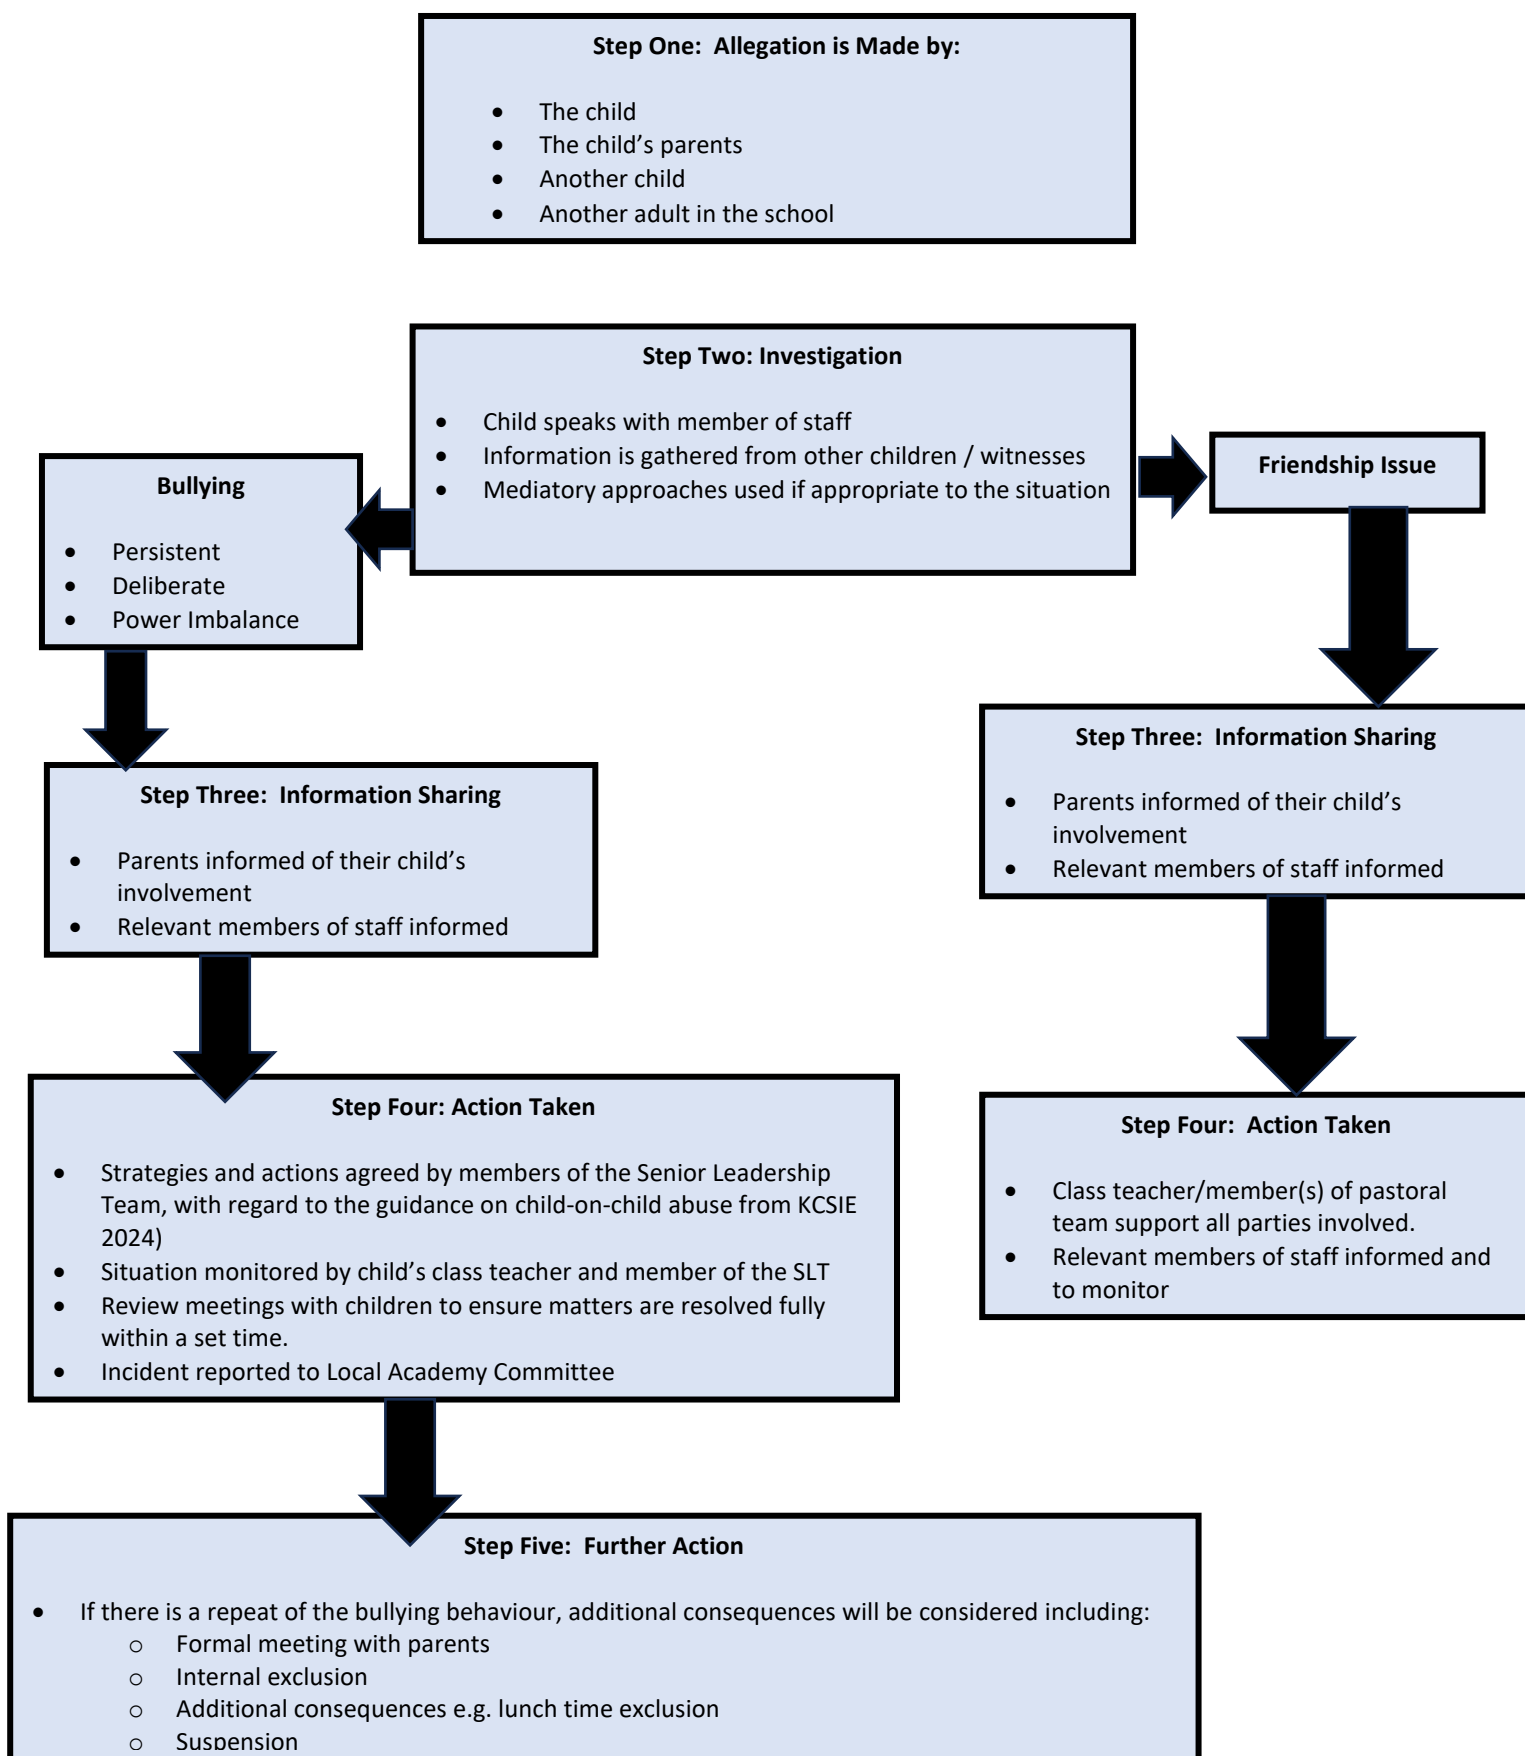 Step One: Allegation is Made by:
• The child
• The child’s parents
• Another child
• Another adult in the school
Step Two: Investigation
• Child speaks with member of staff
• Information is gathered from other children / witnesses
• Mediatory approaches used if appropriate to the situation
Bullying
• Persistent
• Deliberate
• Power Imbalance
Friendship Issue
Step Three: Information Sharing
• Parents informed of their child’s
involvement
• Relevant members of staff informed
Step Three: Information Sharing
• Parents informed of their child’s
involvement
• Relevant members of staff informed
Step Four: Action Taken
• Strategies and actions agreed by members of the Senior Leadership
Team, with regard to the guidance on child-on-child abuse from KCSIE
2024)
• Situation monitored by child’s class teacher and member of the SLT
• Review meetings with children to ensure matters are resolved fully
within a set time.
• Incident reported to Local Academy Committee
Step Four: Action Taken
• Class teacher/member(s) of pastoral
team support all parties involved.
• Relevant members of staff informed and
to monitor
Step Five: Further Action
• If there is a repeat of the bullying behaviour, additional consequences will be considered including:
o Formal meeting with parents
o Internal exclusion
o Additional consequences e.g. lunch time exclusion
o Suspension